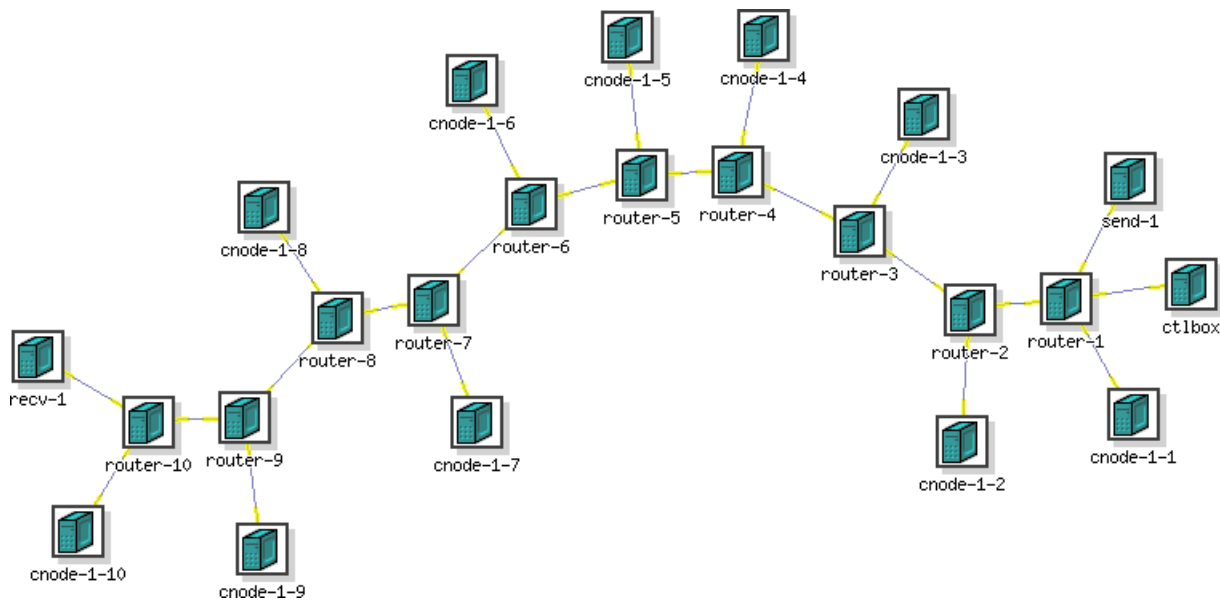 cnode-1-5
cnode-1-4
cnode-1-6
cnode-1-3
router-5
router-4
send-1
cnode-1-8
router-6
router-3
ctlbox
router-7
router-2
router-1
router-8
recv-1
router-10
router-9
cnode-1-7
cnode-1-1
cnode-1-2
cnode-1-10
cnode-1-9